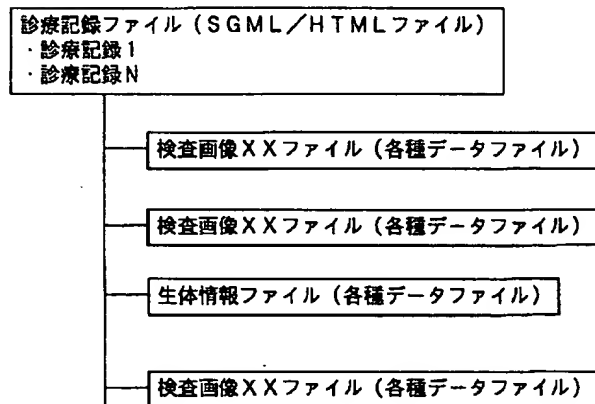 診療記録ファイル（ＳＧＭＬ／ＨＴＭＬファイル）
・診療記録１
・診療記録Ｎ
検査画像ＸＸファイル（各種データファイル）
検査画像ＸＸファイル（各種データファイル）
生体情報ファイル（各種データファイル）
検査画像ＸＸファイル（各種データファイル）